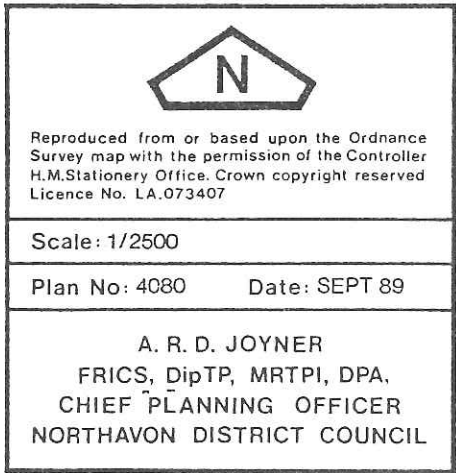 N
Reproduced from or based upon the Ordnance
Survey map with the permission of the Controller
H.M.Stationery Office. Crown copyright reserved
Licence No. LA.073407
Scale: 1/2500
Plan No: 4080 Date: SEPT 89
A. R. D. JOYNER
FRICS, DipTP, MRTPI, DPA,
CHIEF PLANNING OFFICER
NORTHAVON DISTRICT COUNCIL